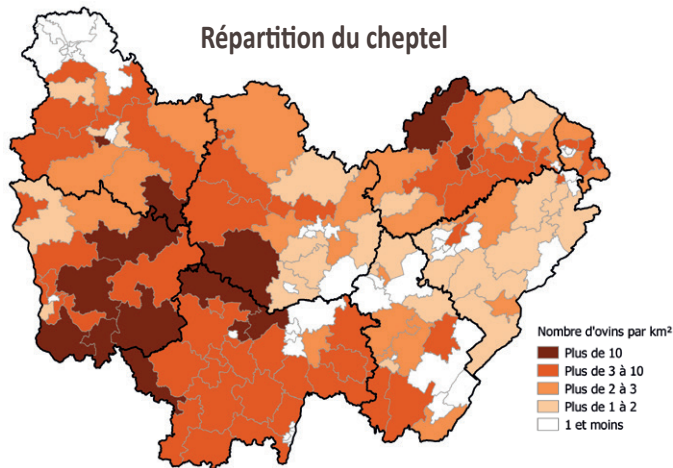 Répartition du cheptel
Nombre d'ovins par km²
Plus de 10
Plus de 3 à 10
Plus de 2 à 3
Plus de 1 à 2
1 et moins